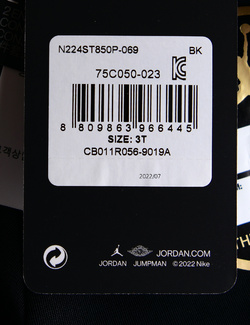 N224ST850P-069 BK
75C050-023
8 809863 966445
SIZE: 3T
CB011R056-9019A
2022/07
JORDAN.COM
JORDAN JUMPMAN © 2022 Nike